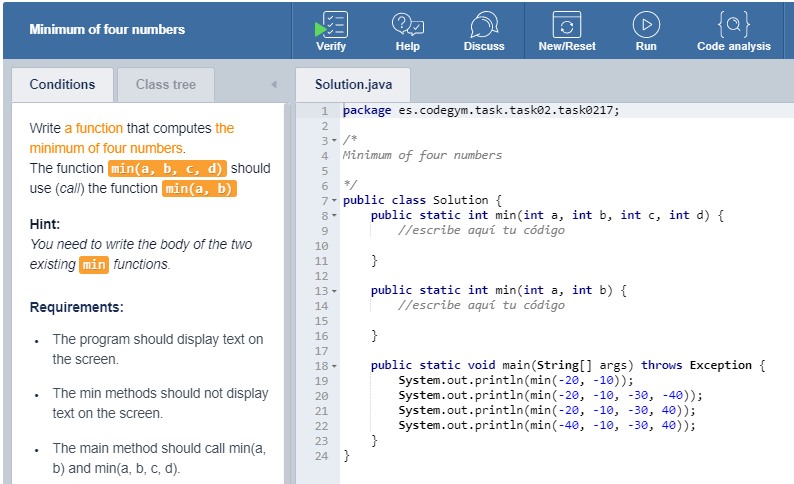 Minimum of four numbers
Verify
Help
Discuss
New/Reset
Run
Code analysis
Conditions
Class tree
Write a function that computes the
minimum of four numbers.
The function min(a, b, c, d) should
use (call) the function min(a, b)
Hint:
You need to write the body of the two
existing min functions.
Requirements:
• The program should display text on
the screen.
• The min methods should not display
text on the screen.
• The main method should call min(a,
b) and min(a, b, c, d).
Solution.java
1 package es.codegym.task.task02.task0217;
2
3 /*
4 Minimum of four numbers
5
6 */
7 public class Solution {
8     public static int min(int a, int b, int c, int d) {
9         //escribe aquí tu código
10
11     }
12
13     public static int min(int a, int b) {
14         //escribe aquí tu código
15
16     }
17
18     public static void main(String[] args) throws Exception {
19         System.out.println(min(-20, -10));
20         System.out.println(min(-20, -10, -30, -40));
21         System.out.println(min(-20, -10, -30, 40));
22         System.out.println(min(-40, -10, -30, 40));
23     }
24 }